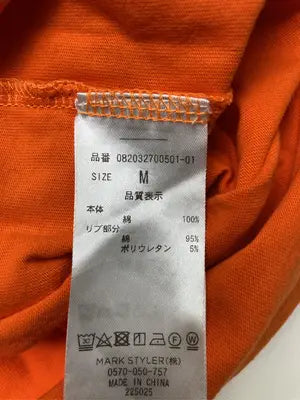 品番 082032700501-01
SIZE M
品質表示
本体
綿 100%
リブ部分
綿 95%
ポリウレタン 5%
MARK STYLER(株)
0570-050-757
MADE IN CHINA
225025